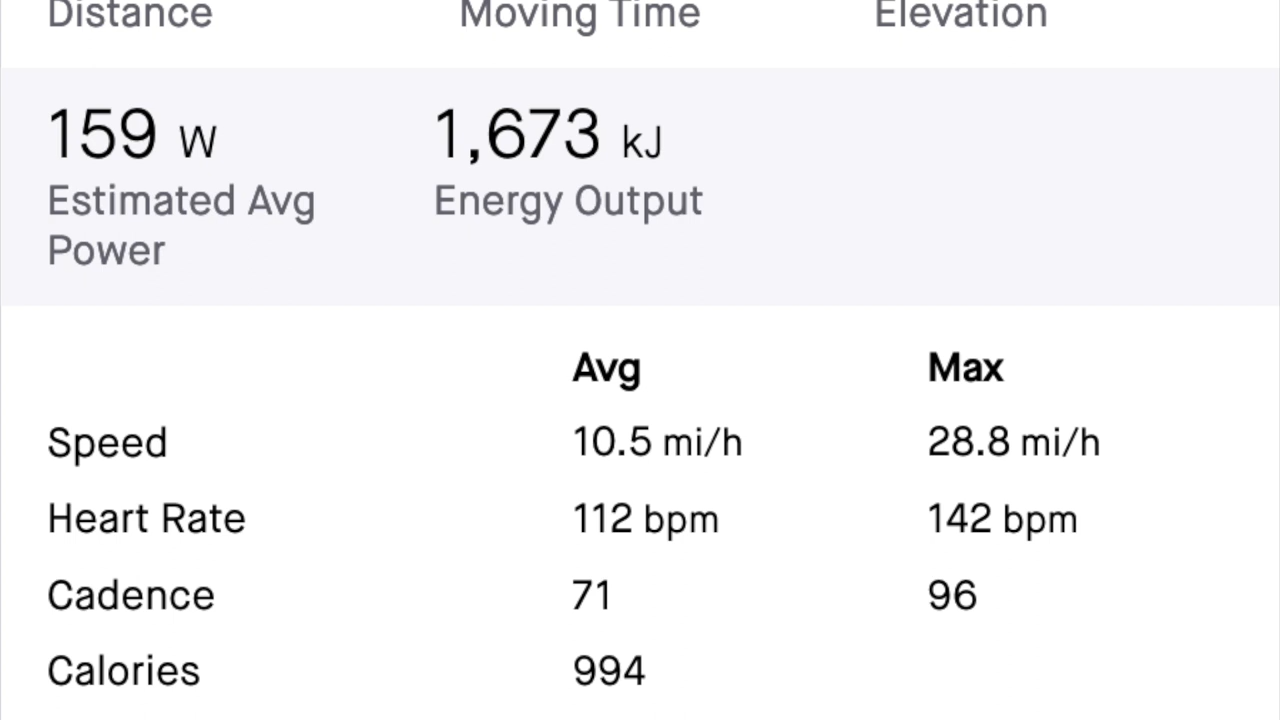 Distance Moving Time Elevation
159 W 1,673 kJ
Estimated Avg Energy Output
Power
Avg Max
Speed 10.5 mi/h 28.8 mi/h
Heart Rate 112 bpm 142 bpm
Cadence 71 96
Calories 994